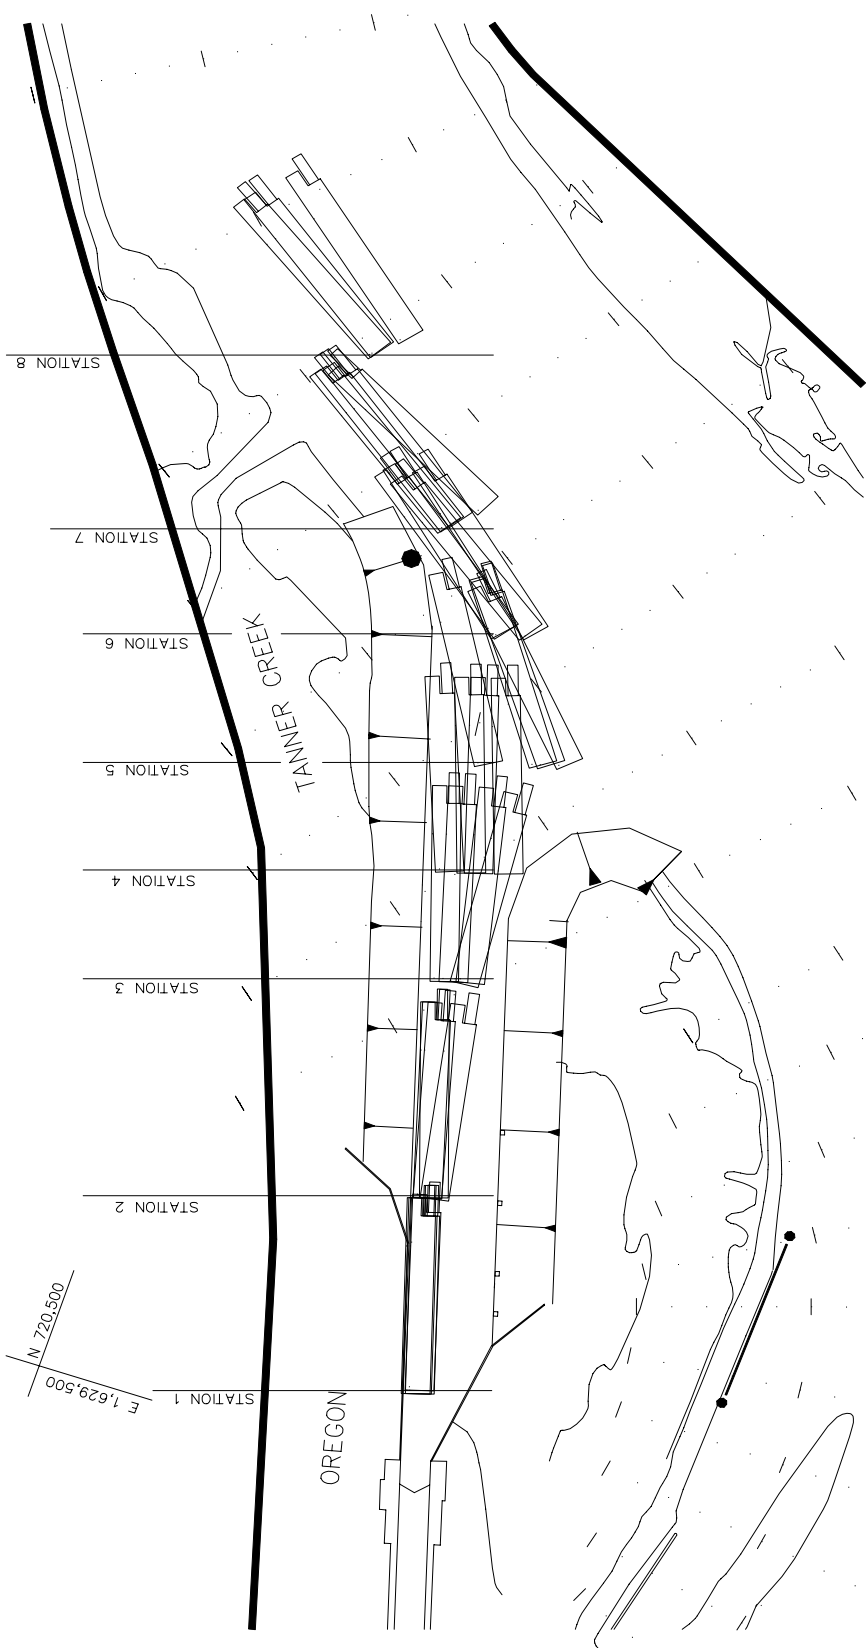 STATION 8
STATION 7
STATION 6
TANNER CREEK
STATION 5
STATION 4
STATION 3
STATION 2
N 720,500
E 1,629,500
STATION 1
OREGON